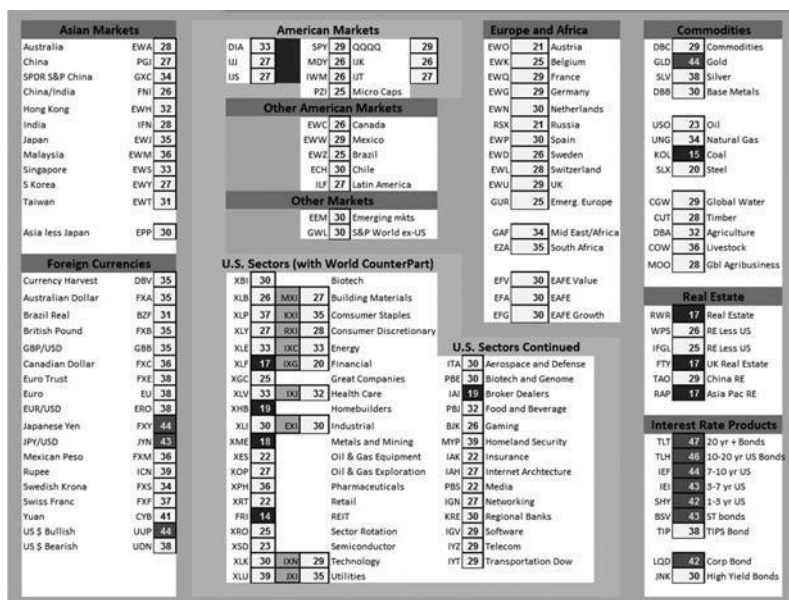 Asian Markets
Australia EWA 28
China PGJ 27
SPDR S&P China GXC 34
China/India FNI 26
Hong Kong EWH 32
India IFN 28
Japan EWJ 35
Malaysia EWM 36
Singapore EWS 33
S Korea EWY 27
Taiwan EWT 31
Asia less Japan EPP 30
American Markets
DIA 33 SPY 29 QQQQ 29
IJJ 27 MDY 26 IJK 26
IJS 27 IWM 26 IJT 27
PZI 25 Micro Caps
Other American Markets
EWC 26 Canada
EWW 29 Mexico
EWZ 25 Brazil
ECH 30 Chile
ILF 27 Latin America
Other Markets
EEM 30 Emerging mkts
GWL 30 S&P World ex-US
Europe and Africa
EWO 21 Austria
EWK 25 Belgium
EWQ 29 France
EWG 29 Germany
EWN 30 Netherlands
RSX 21 Russia
EWP 30 Spain
EWD 26 Sweden
EWL 28 Switzerland
EWU 29 UK
GUR 25 Emerg. Europe
GAF 34 Mid East/Africa
EZA 35 South Africa
EFV 30 EAFE Value
EFA 30 EAFE
EFG 30 EAFE Growth
Commodities
DBC 29 Commodities
GLD 44 Gold
SLV 38 Silver
DBB 30 Base Metals
USO 23 Oil
UNG 34 Natural Gas
KOL 15 Coal
SLX 20 Steel
CGW 29 Global Water
CUT 28 Timber
DBA 32 Agriculture
COW 36 Livestock
MOO 28 Gbl Agribusiness
Foreign Currencies
Currency Harvest DBV 35
Australian Dollar FXA 35
Brazil Real BZF 31
British Pound FXB 35
GBP/USD GBB 35
Canadian Dollar FXC 36
Euro Trust FXE 38
Euro EU 38
EUR/USD ERO 38
Japanese Yen FXY 44
JPY/USD JYN 43
Mexican Peso FXM 36
Rupee ICN 39
Swedish Krona FXS 34
Swiss Franc FXF 37
Yuan CYB 41
US $ Bullish UUP 44
US $ Bearish UDN 38
U.S. Sectors (with World CounterPart)
XBI 30 Biotech
XLB 26 MXI 27 Building Materials
XLP 37 KXI 35 Consumer Staples
XLY 27 RXI 28 Consumer Discretionary
XLE 33 IXC 33 Energy
XLF 17 IXG 20 Financial
XGC 25 Great Companies
XLV 33 IXJ 32 Health Care
XHB 19 Homebuilders
XLI 30 EXI 30 Industrial
XME 18 Metals and Mining
XES 22 Oil & Gas Equipment
XOP 27 Oil & Gas Exploration
XPH 36 Pharmaceuticals
XRT 22 Retail
FRI 14 REIT
XRO 25 Sector Rotation
XSD 23 Semiconductor
XLK 30 IXN 29 Technology
XLU 39 JXI 35 Utilities
U.S. Sectors Continued
ITA 30 Aerospace and Defense
PBE 30 Biotech and Genome
IAI 19 Broker Dealers
PBJ 32 Food and Beverage
BJK 26 Gaming
MYP 39 Homeland Security
IAK 22 Insurance
IAH 27 Internet Archtecture
PBS 22 Media
IGN 27 Networking
KRE 30 Regional Banks
IGV 29 Software
IYZ 29 Telecom
IYT 29 Transportation Dow
Real Estate
RWR 17 Real Estate
WPS 26 RE Less US
IFGL 25 RE Less US
FTY 17 UK Real Estate
TAO 29 China RE
RAP 17 Asia Pac RE
Interest Rate Products
TLT 47 20 yr + Bonds
TLH 46 10-20 yr US Bonds
IEF 44 7-10 yr US
IEI 43 3-7 yr US
SHY 42 1-3 yr US
BSV 43 ST bonds
TIP 38 TIPS Bond
LQD 42 Corp Bond
JNK 30 High Yield Bonds